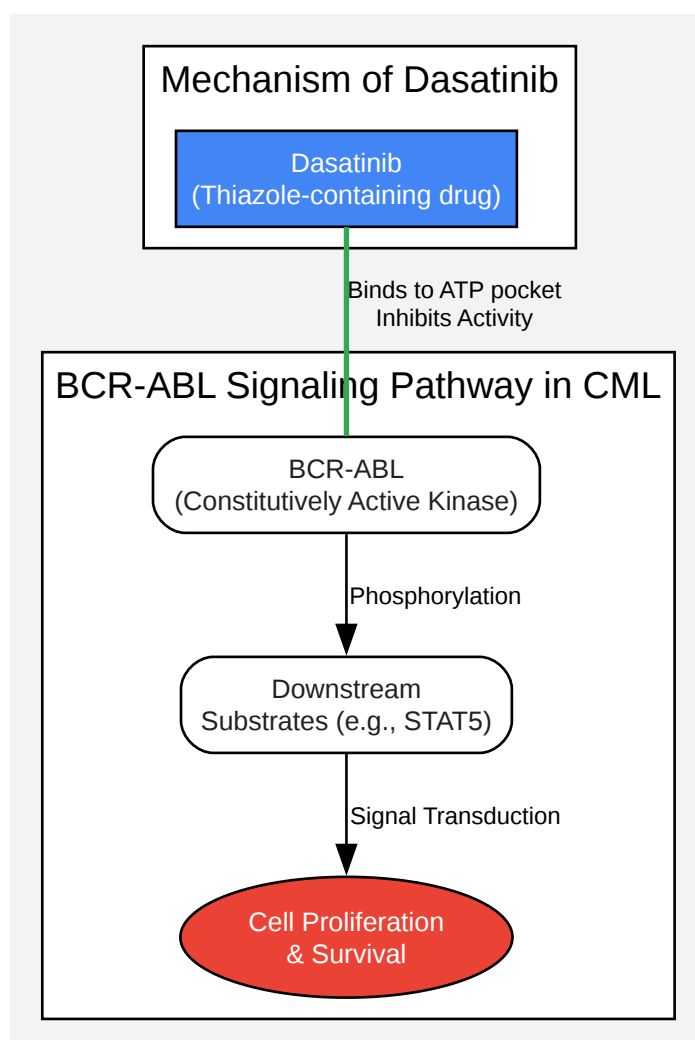 Mechanism of Dasatinib
Dasatinib
(Thiazole-containing drug)
Binds to ATP pocket
Inhibits Activity
BCR-ABL Signaling Pathway in CML
BCR-ABL
(Constitutively Active Kinase)
Phosphorylation
Downstream
Substrates (e.g., STAT5)
Signal Transduction
Cell Proliferation
& Survival